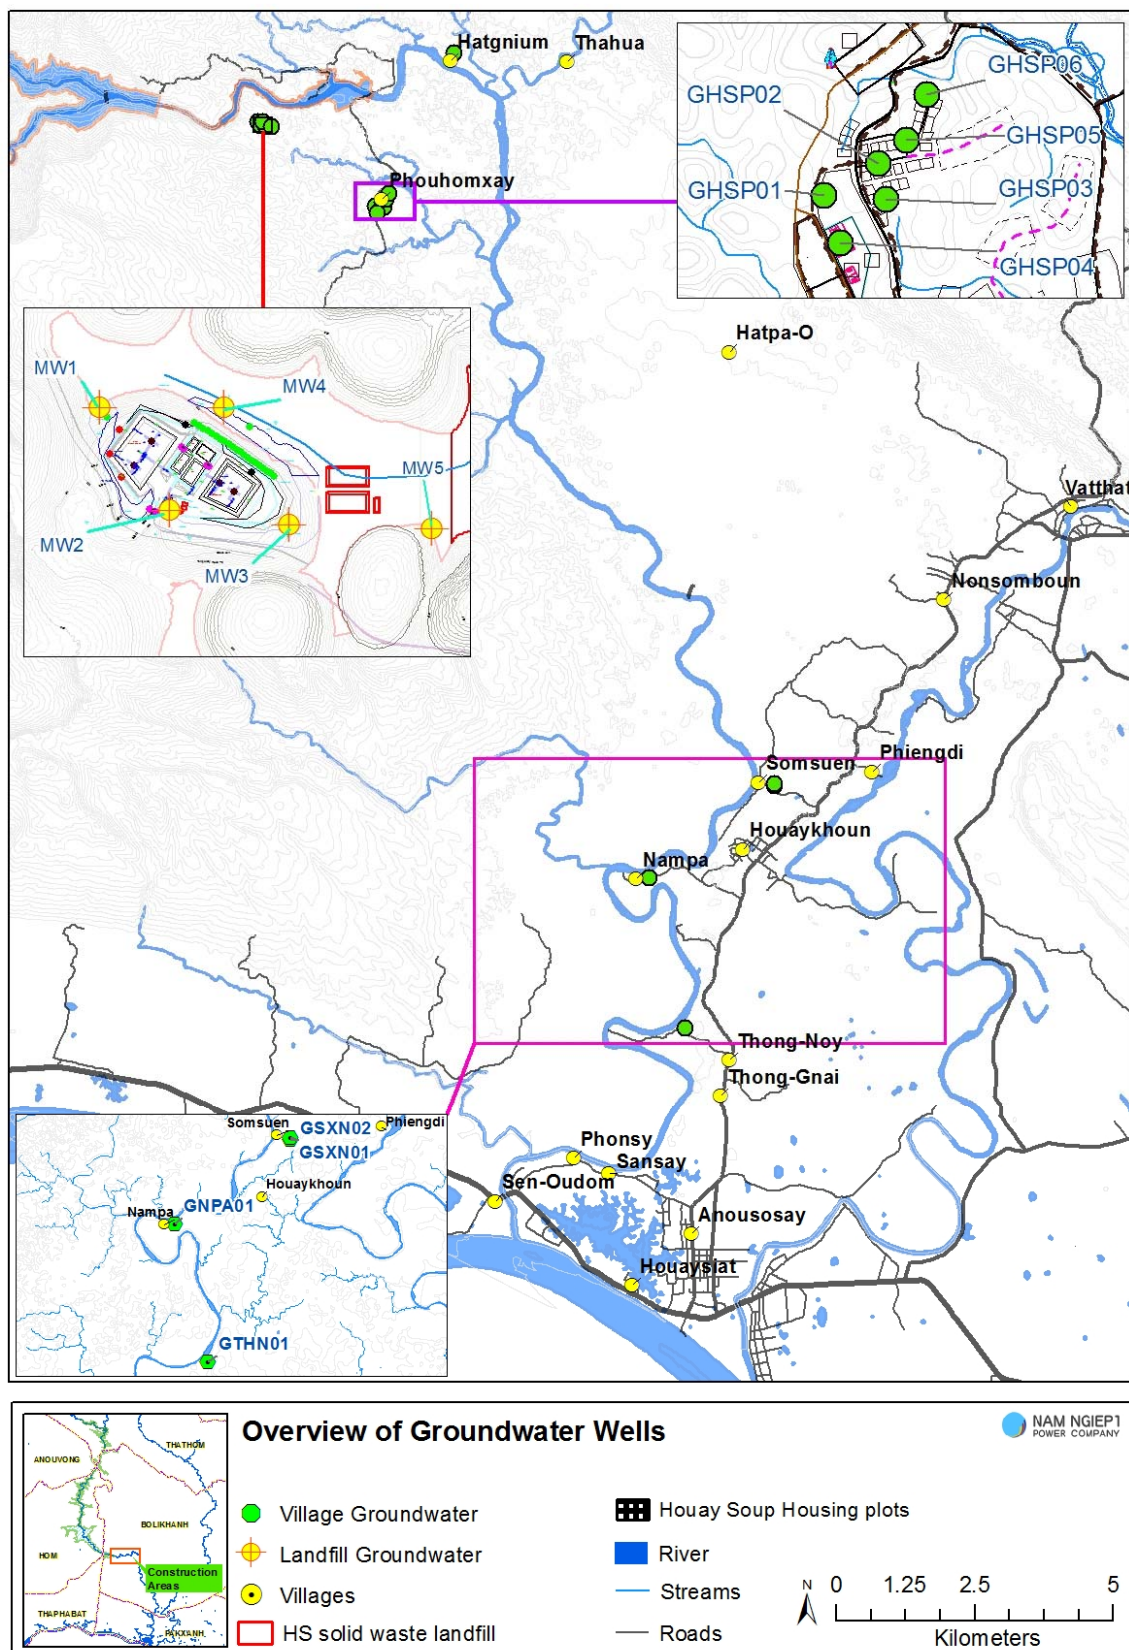 Hatgnium
Thahua
GHSP06
GHSP02
GHSP05
GHSP01
GHSP03
GHSP04
Phouhomxay
Hatpa-O
MW1
MW4
MW5
MW2
MW3
Vatthat
Nonsomboun
Phiengdi
Somsuen
Houaykhoun
Nampa
Thong-Noy
Thong-Gnai
Phonsy
Sansay
Sen-Oudom
Anousosay
Houaysiat
Somsuen
GSXN02
Phiengdi
GSXN01
Houaykhoun
GNPA01
Nampa
GTHN01
Overview of Groundwater Wells
NAM NGIEP1
POWER COMPANY
ANOUVONG
THATHOM
BOLIKHANH
HOM
Construction
Areas
THAPHABAT
PAKXANH
Village Groundwater
Landfill Groundwater
Villages
HS solid waste landfill
Houay Soup Housing plots
River
Streams
Roads
N
0 1.25 2.5 5
Kilometers